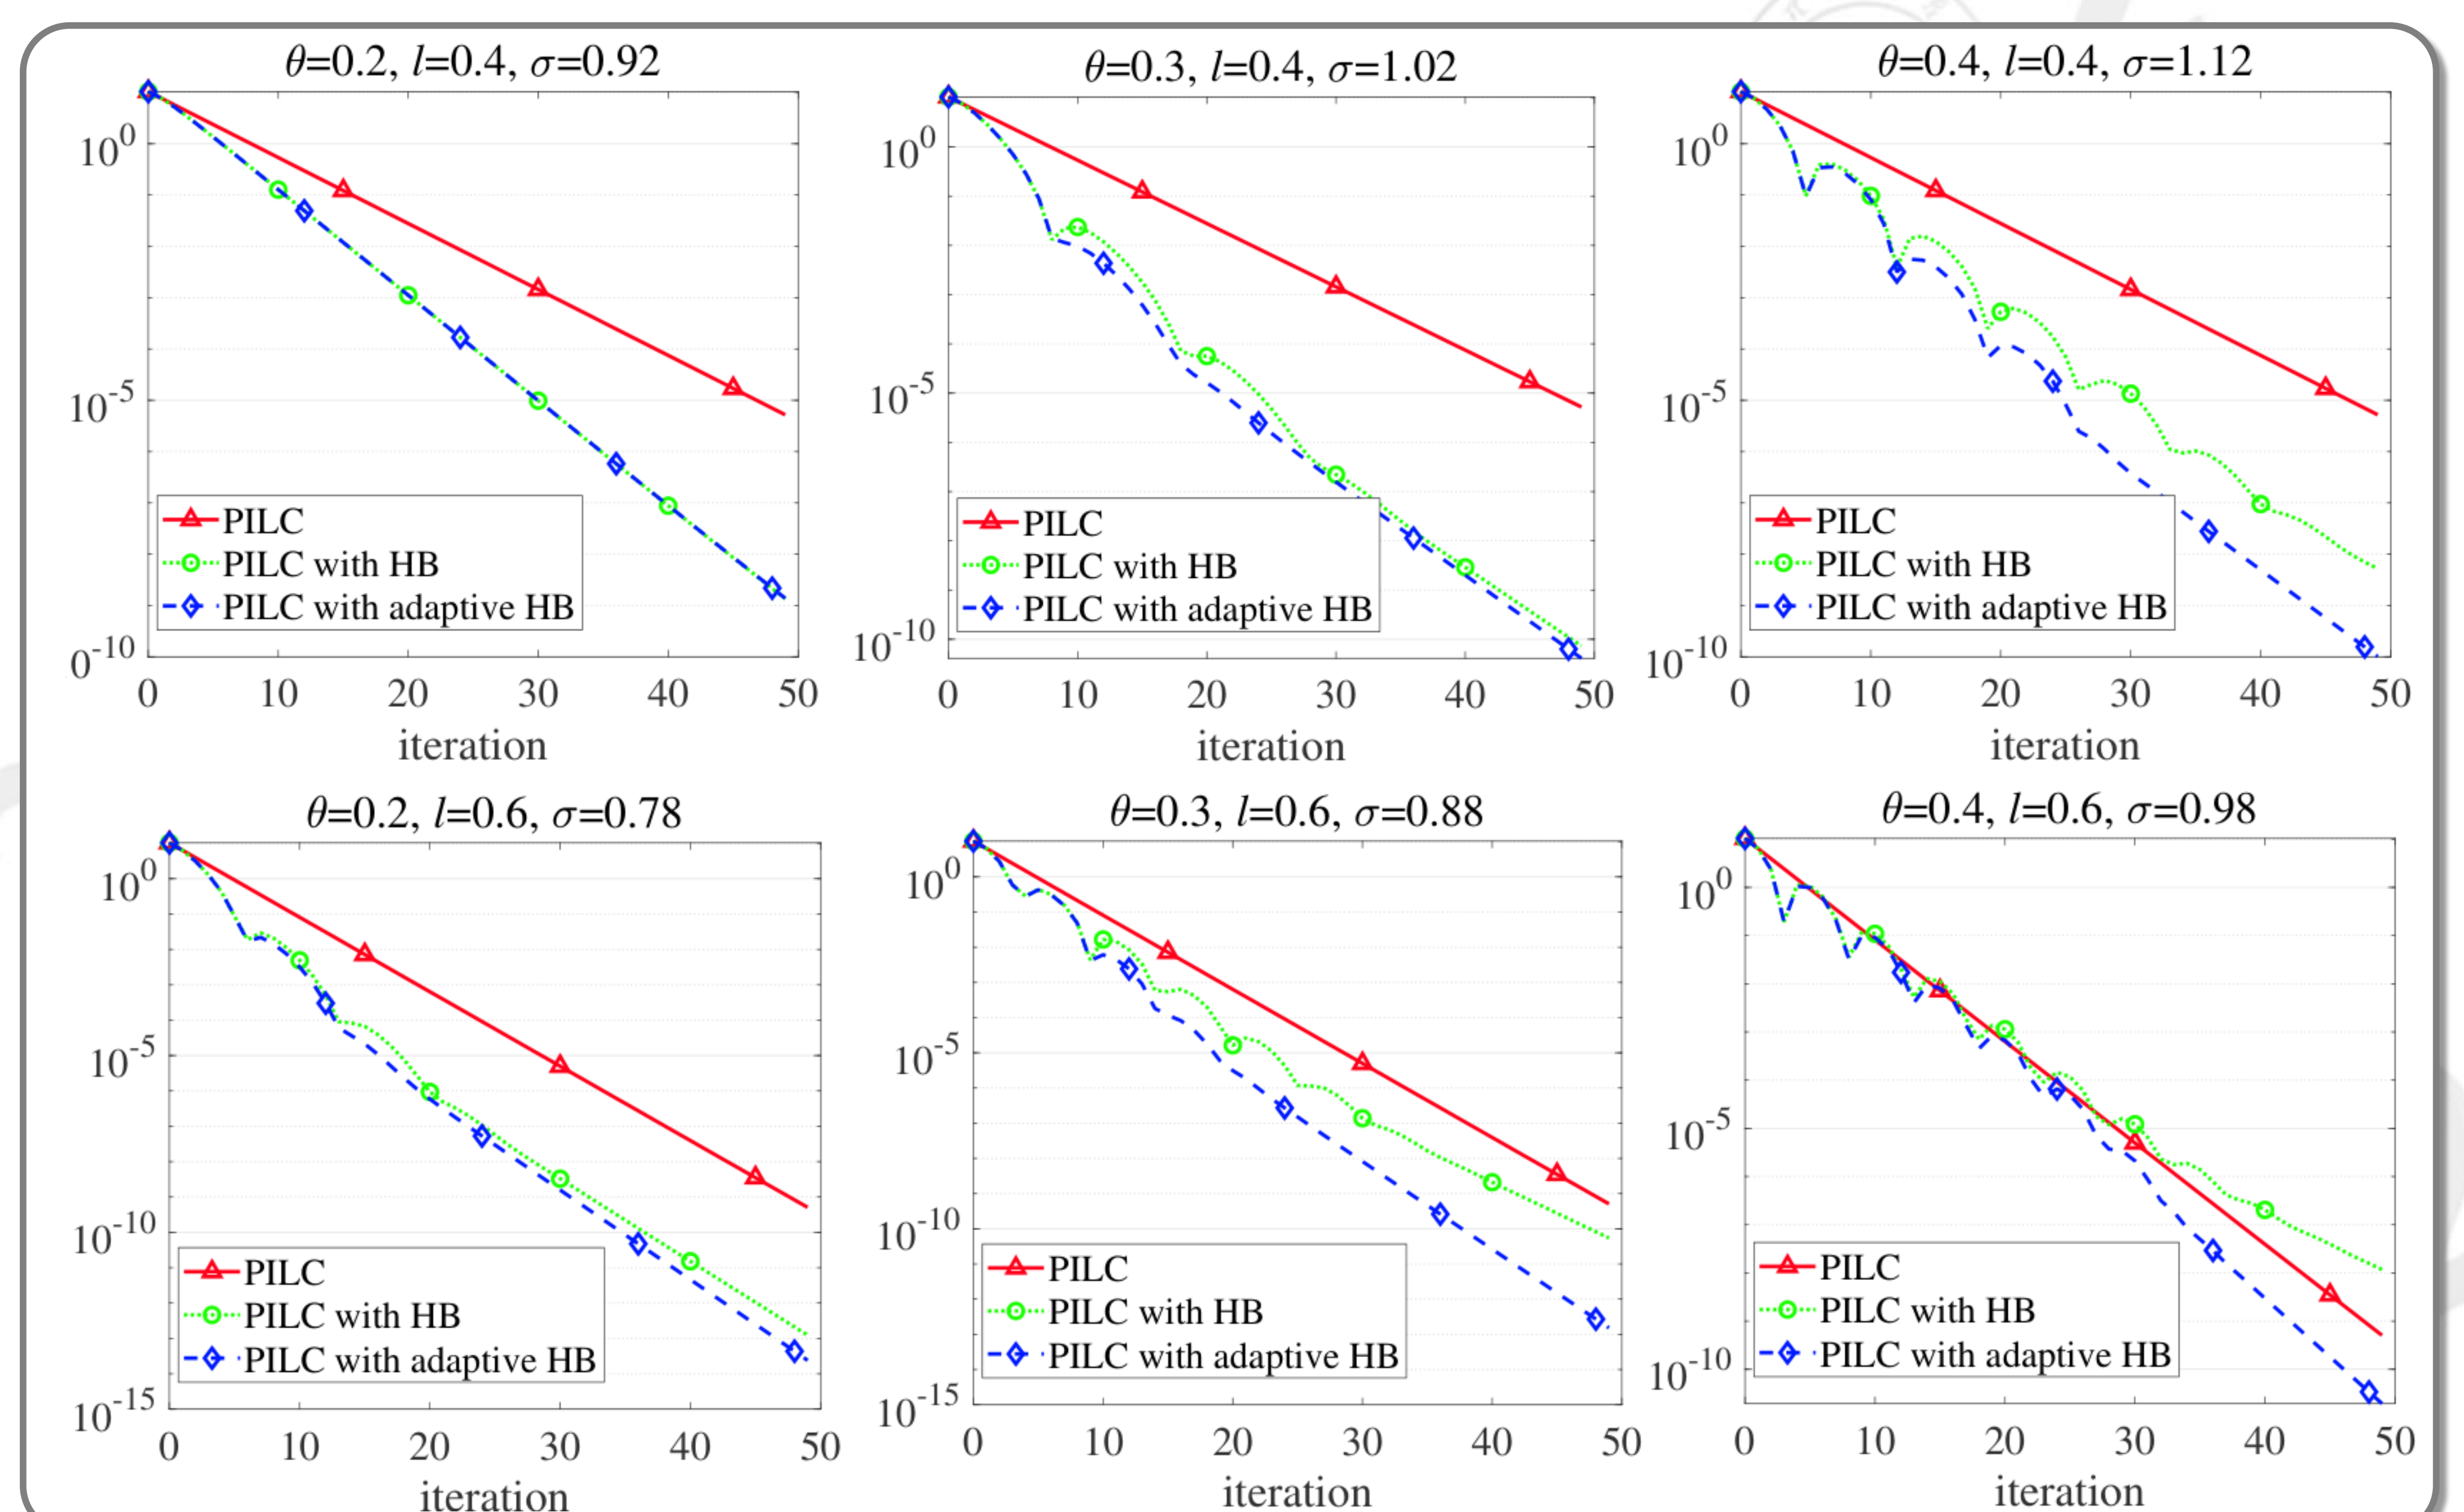 θ=0.2, l=0.4, σ=0.92
10^0
10^-5
0^-10
0 10 20 30 40 50
iteration
PILC
PILC with HB
PILC with adaptive HB
θ=0.3, l=0.4, σ=1.02
10^0
10^-5
10^-10
0 10 20 30 40 50
iteration
PILC
PILC with HB
PILC with adaptive HB
θ=0.4, l=0.4, σ=1.12
10^0
10^-5
10^-10
0 10 20 30 40 50
iteration
PILC
PILC with HB
PILC with adaptive HB
θ=0.2, l=0.6, σ=0.78
10^0
10^-5
10^-10
10^-15
0 10 20 30 40 50
iteration
PILC
PILC with HB
PILC with adaptive HB
θ=0.3, l=0.6, σ=0.88
10^0
10^-5
10^-10
10^-15
0 10 20 30 40 50
iteration
PILC
PILC with HB
PILC with adaptive HB
θ=0.4, l=0.6, σ=0.98
10^0
10^-5
10^-10
0 10 20 30 40 50
iteration
PILC
PILC with HB
PILC with adaptive HB